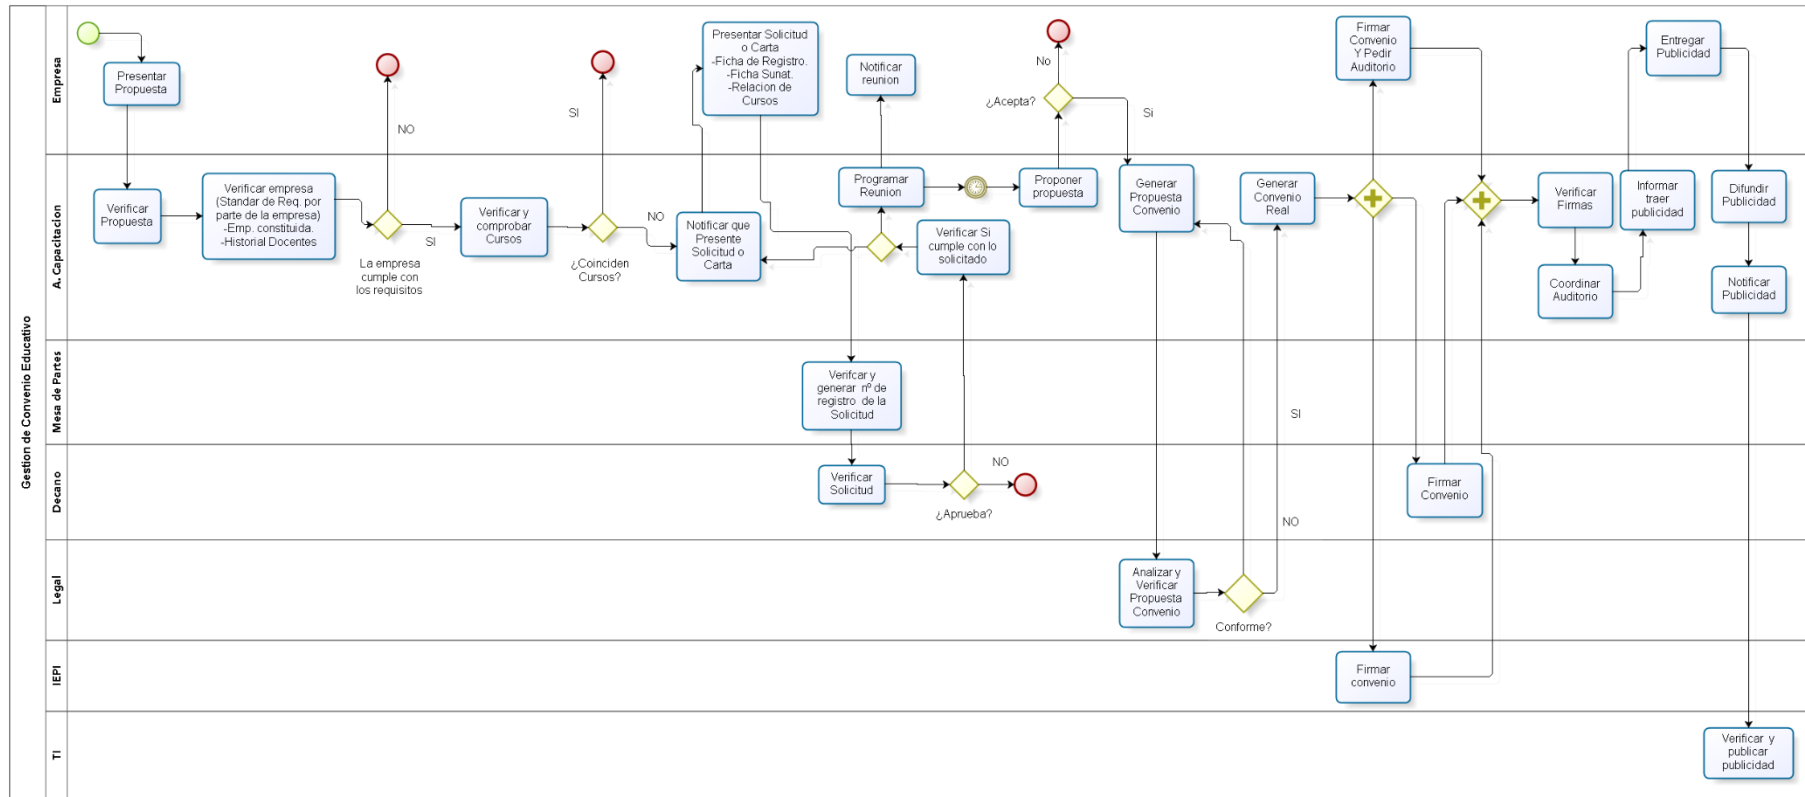 Gestion de Convenio Educativo
Empresa
Presentar
Propuesta
NO
SI
Presentar Solicitud
o Carta
-Ficha de Registro.
-Ficha Sunat.
-Relacion de
Cursos
Notificar
reunion
No
¿Acepta?
Si
Firmar
Convenio
Y Pedir
Auditorio
Entregar
Publicidad
A.Capacitacion
Verificar
Propuesta
Verificar empresa
(Standar de Req. por
parte de la empresa)
-Emp. constituida.
-Historial Docentes
SI
La empresa
cumple con
los requisitos
Verificar y
comprobar
Cursos
NO
¿Coinciden
Cursos?
Notificar que
Presente
Solicitud o
Carta
Programar
Reunion
Verificar Si
cumple con lo
solicitado
Proponer
propuesta
Generar
Propuesta
Convenio
Generar
Convenio
Real
Verificar
Firmas
Coordinar
Auditorio
Informar
traer
publicidad
Difundir
Publicidad
Notificar
Publicidad
Mesa de Partes
Verifcar y
generar nº de
registro de la
Solicitud
SI
Decano
Verificar
Solicitud
NO
¿Aprueba?
NO
Firmar
Convenio
Legal
Analizar y
Verificar
Propuesta
Convenio
Conforme?
IEPI
Firmar
convenio
TI
Verificar y
publicar
publicidad